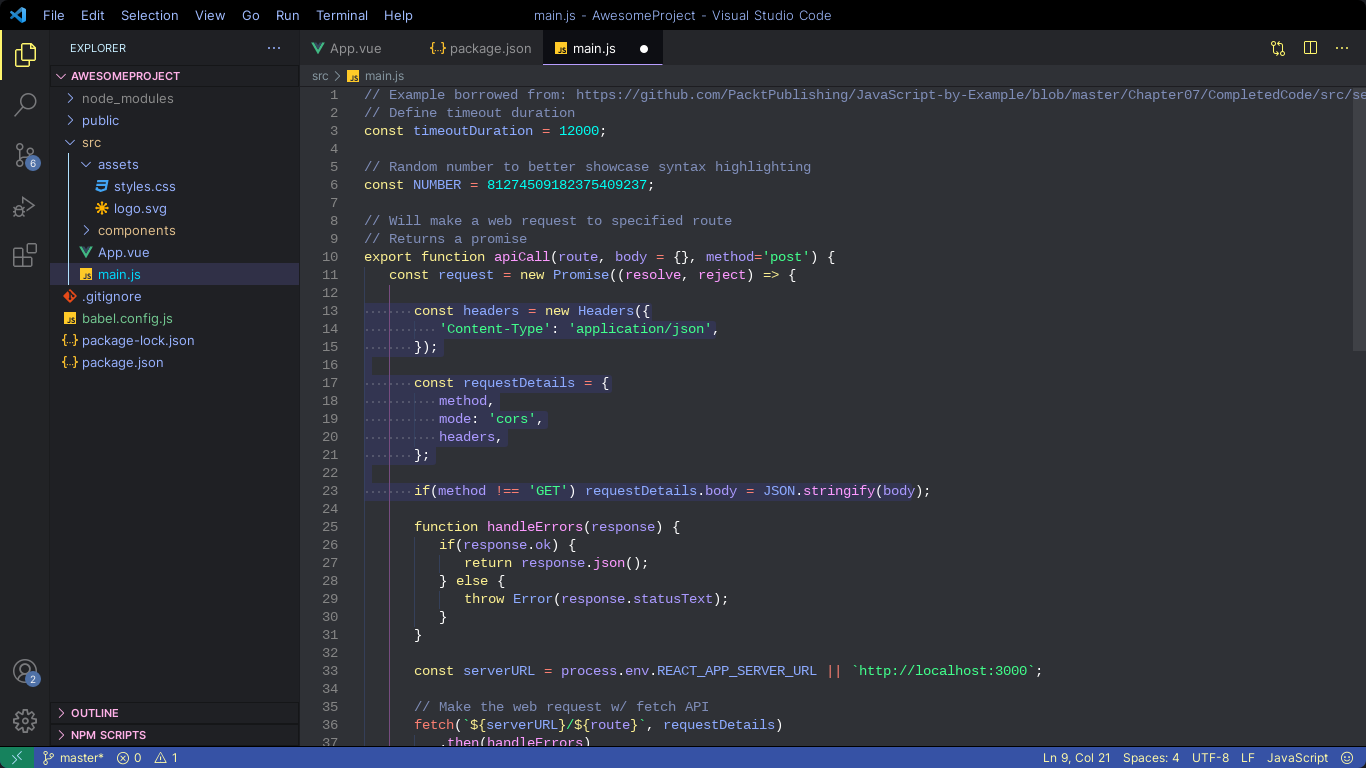 File Edit Selection View Go Run Terminal Help
main.js - AwesomeProject - Visual Studio Code
EXPLORER
AWESOMEPROJECT
node_modules
public
src
assets
styles.css
logo.svg
components
App.vue
main.js
.gitignore
babel.config.js
package-lock.json
package.json
6
2
OUTLINE
NPM SCRIPTS
App.vue {..} package.json JS main.js
src > JS main.js
1 // Example borrowed from: https://github.com/PacktPublishing/JavaScript-by-Example/blob/master/Chapter07/CompletedCode/src/se
2 // Define timeout duration
3 const timeoutDuration = 12000;
4
5 // Random number to better showcase syntax highlighting
6 const NUMBER = 81274509182375409237;
7
8 // Will make a web request to specified route
9 // Returns a promise
10 export function apiCall(route, body = {}, method='post') {
11 const request = new Promise((resolve, reject) => {
12
13 const headers = new Headers({
14 'Content-Type': 'application/json',
15 });
16
17 const requestDetails = {
18 method,
19 mode: 'cors',
20 headers,
21 };
22
23 if(method !== 'GET') requestDetails.body = JSON.stringify(body);
24
25 function handleErrors(response) {
26 if(response.ok) {
27 return response.json();
28 } else {
29 throw Error(response.statusText);
30 }
31 }
32
33 const serverURL = process.env.REACT_APP_SERVER_URL || `http://localhost:3000`;
34
35 // Make the web request w/ fetch API
36 fetch(`${serverURL}/${route}`, requestDetails)
37 .then(handleErrors)
master* 0 1 Ln 9, Col 21 Spaces: 4 UTF-8 LF JavaScript